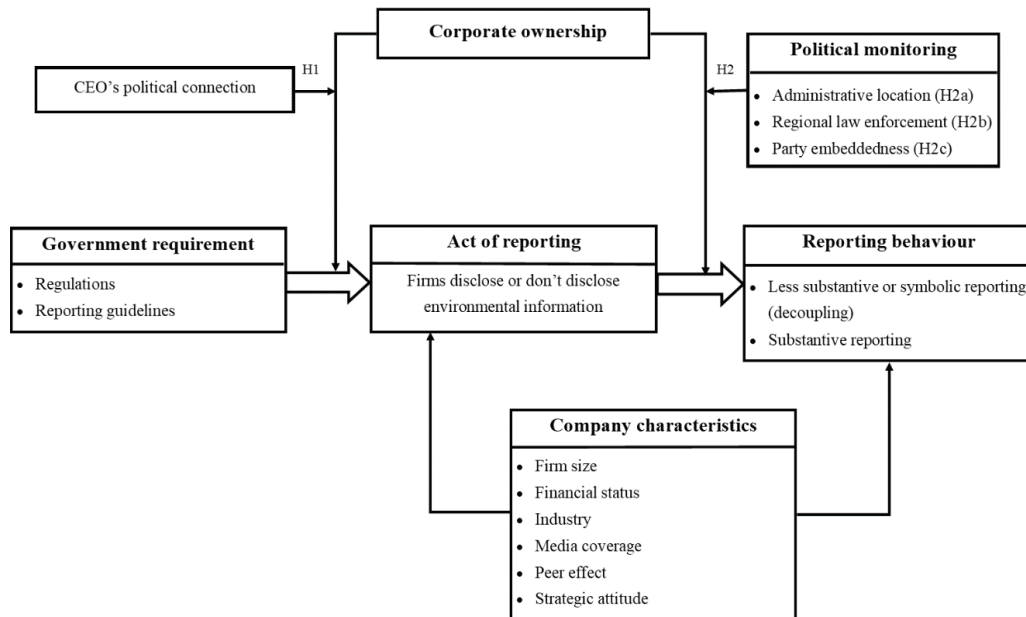 Corporate ownership
Political monitoring
• Administrative location (H2a)
• Regional law enforcement (H2b)
• Party embeddedness (H2c)
H1
H2
CEO’s political connection
Government requirement
• Regulations
• Reporting guidelines
Act of reporting
Firms disclose or don’t disclose
environmental information
Reporting behaviour
• Less substantive or symbolic reporting
(decoupling)
• Substantive reporting
Company characteristics
• Firm size
• Financial status
• Industry
• Media coverage
• Peer effect
• Strategic attitude